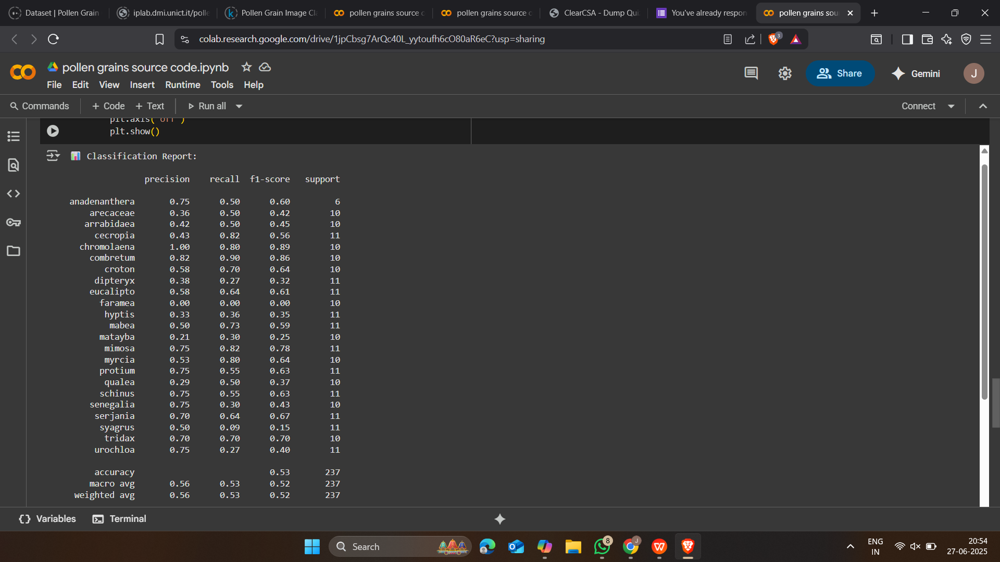 Dataset | Pollen Grain
iplab.dmi.unict.it/polle
Pollen Grain Image Cl
pollen grains source c
pollen grains source c
ClearCSA - Dump Qui
You've already respon
pollen grains sou
colab.research.google.com/drive/1jpCbsg7ArQc40L_yytoufh6cO80aR6eC?usp=sharing
3
pollen grains source code.ipynb
File Edit View Insert Runtime Tools Help
Share
Gemini
J
Commands + Code + Text Run all
Connect
plt.axis('off')
plt.show()
Classification Report:
precision recall f1-score support
anadenanthera 0.75 0.50 0.60 6
arecaceae 0.36 0.50 0.42 10
arrabidaea 0.42 0.50 0.45 10
cecropia 0.43 0.82 0.56 11
chromolaena 1.00 0.80 0.89 10
combretum 0.82 0.90 0.86 10
croton 0.58 0.70 0.64 10
dipteryx 0.38 0.27 0.32 11
eucalipto 0.58 0.64 0.61 11
faramea 0.00 0.00 0.00 10
hyptis 0.33 0.36 0.35 11
mabea 0.50 0.73 0.59 11
matayba 0.21 0.30 0.25 10
mimosa 0.75 0.82 0.78 11
myrcia 0.53 0.80 0.64 10
protium 0.75 0.55 0.63 11
qualea 0.29 0.50 0.37 10
schinus 0.75 0.55 0.63 11
senegalia 0.75 0.30 0.43 10
serjania 0.70 0.64 0.67 11
syagrus 0.50 0.09 0.15 11
tridax 0.70 0.70 0.70 10
urochloa 0.75 0.27 0.40 11
accuracy 0.53 237
macro avg 0.56 0.53 0.52 237
weighted avg 0.56 0.53 0.52 237
Variables
Terminal
Search
8
J
ENG
IN
20:54
27-06-2025